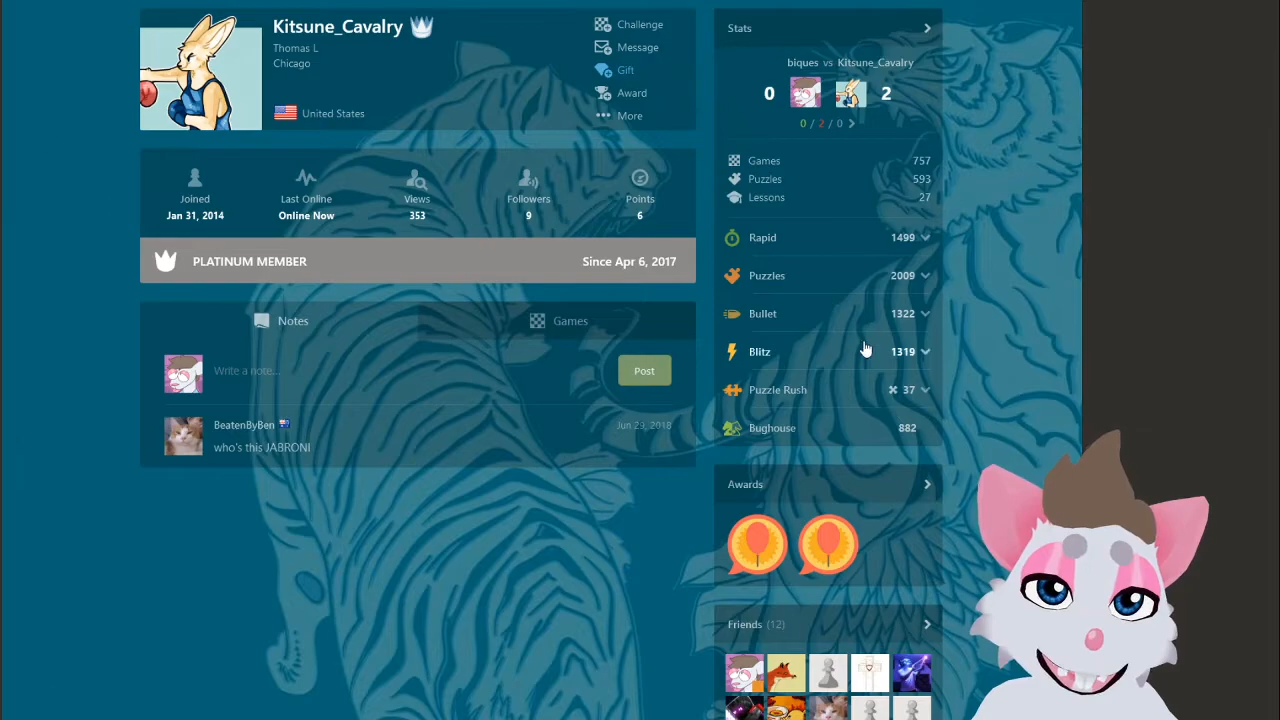 Kitsune_Cavalry
Thomas L
Chicago
United States
Challenge
Message
Gift
Award
More
Joined
Jan 31, 2014
Last Online
Online Now
Views
353
Followers
9
Points
6
PLATINUM MEMBER
Since Apr 6, 2017
Notes
Games
Write a note...
Post
BeatenByBen
Jun 29, 2018
who's this JABRONI
Stats
biques vs Kitsune_Cavalry
0 2
0 / 2 / 0
Games 757
Puzzles 593
Lessons 27
Rapid 1499
Puzzles 2009
Bullet 1322
Blitz 1319
Puzzle Rush 37
Bughouse 882
Awards
Friends (12)